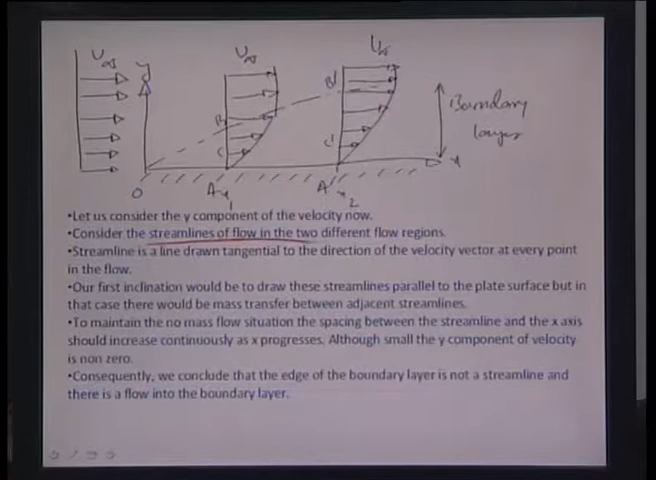 U∞ y U∞ U∞
B B'
Boundary
layer
C C'
O A x₁ A' x₂ x
•Let us consider the y component of the velocity now.
•Consider the streamlines of flow in the two different flow regions.
•Streamline is a line drawn tangential to the direction of the velocity vector at every point
in the flow.
•Our first inclination would be to draw these streamlines parallel to the plate surface but in
that case there would be mass transfer between adjacent streamlines.
•To maintain the no mass flow situation the spacing between the streamline and the x axis
should increase continuously as x progresses. Although small the y component of velocity
is non zero.
•Consequently, we conclude that the edge of the boundary layer is not a streamline and
there is a flow into the boundary layer.